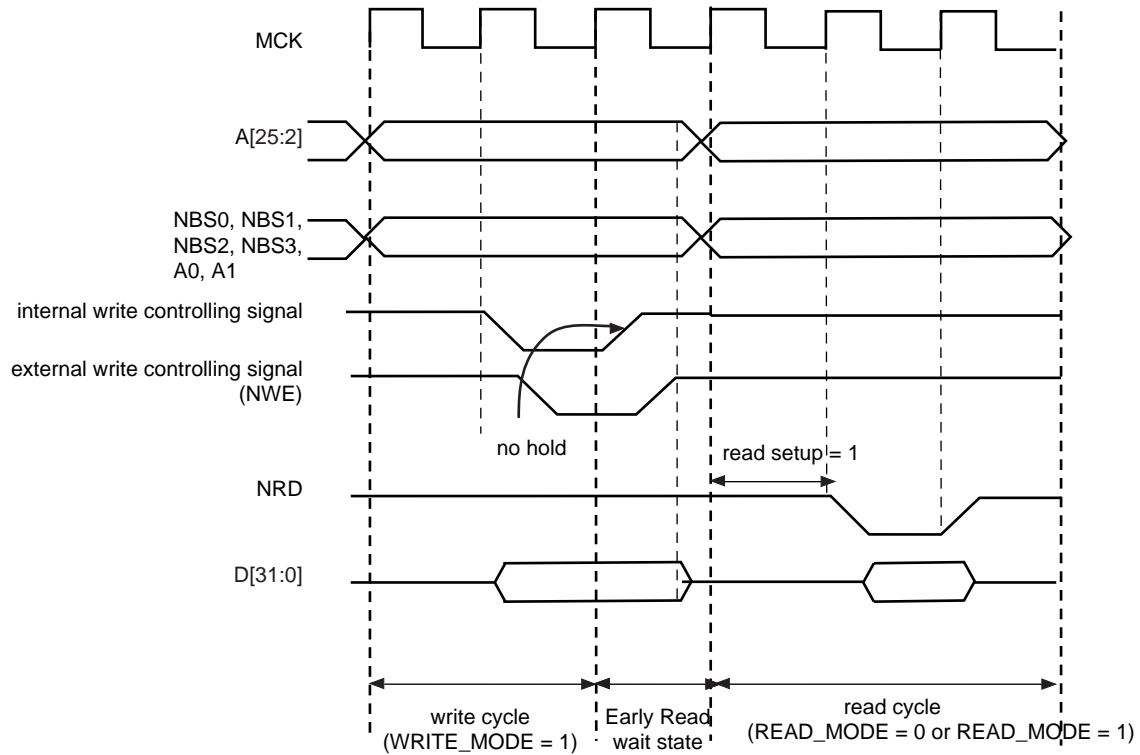 MCK
A[25:2]
NBS0, NBS1,
NBS2, NBS3,
A0, A1
internal write controlling signal
external write controlling signal
(NWE)
no hold
read setup = 1
NRD
D[31:0]
write cycle
(WRITE_MODE = 1)
Early Read
wait state
read cycle
(READ_MODE = 0 or READ_MODE = 1)